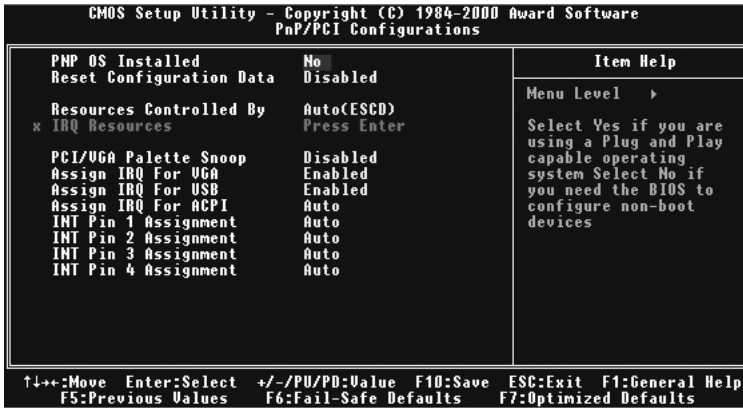 CMOS Setup Utility - Copyright (C) 1984-2000 Award Software
PnP/PCI Configurations
PNP OS Installed No
Reset Configuration Data Disabled
Resources Controlled By Auto(ESCD)
x IRQ Resources Press Enter
PCI/VGA Palette Snoop Disabled
Assign IRQ For VGA Enabled
Assign IRQ For USB Enabled
Assign IRQ For ACPI Auto
INT Pin 1 Assignment Auto
INT Pin 2 Assignment Auto
INT Pin 3 Assignment Auto
INT Pin 4 Assignment Auto
Item Help
Menu Level ▸
Select Yes if you are
using a Plug and Play
capable operating
system Select No if
you need the BIOS to
configure non-boot
devices
↑↓→←:Move Enter:Select +/-/PU/PD:Value F10:Save ESC:Exit F1:General Help
F5:Previous Values F6:Fail-Safe Defaults F7:Optimized Defaults